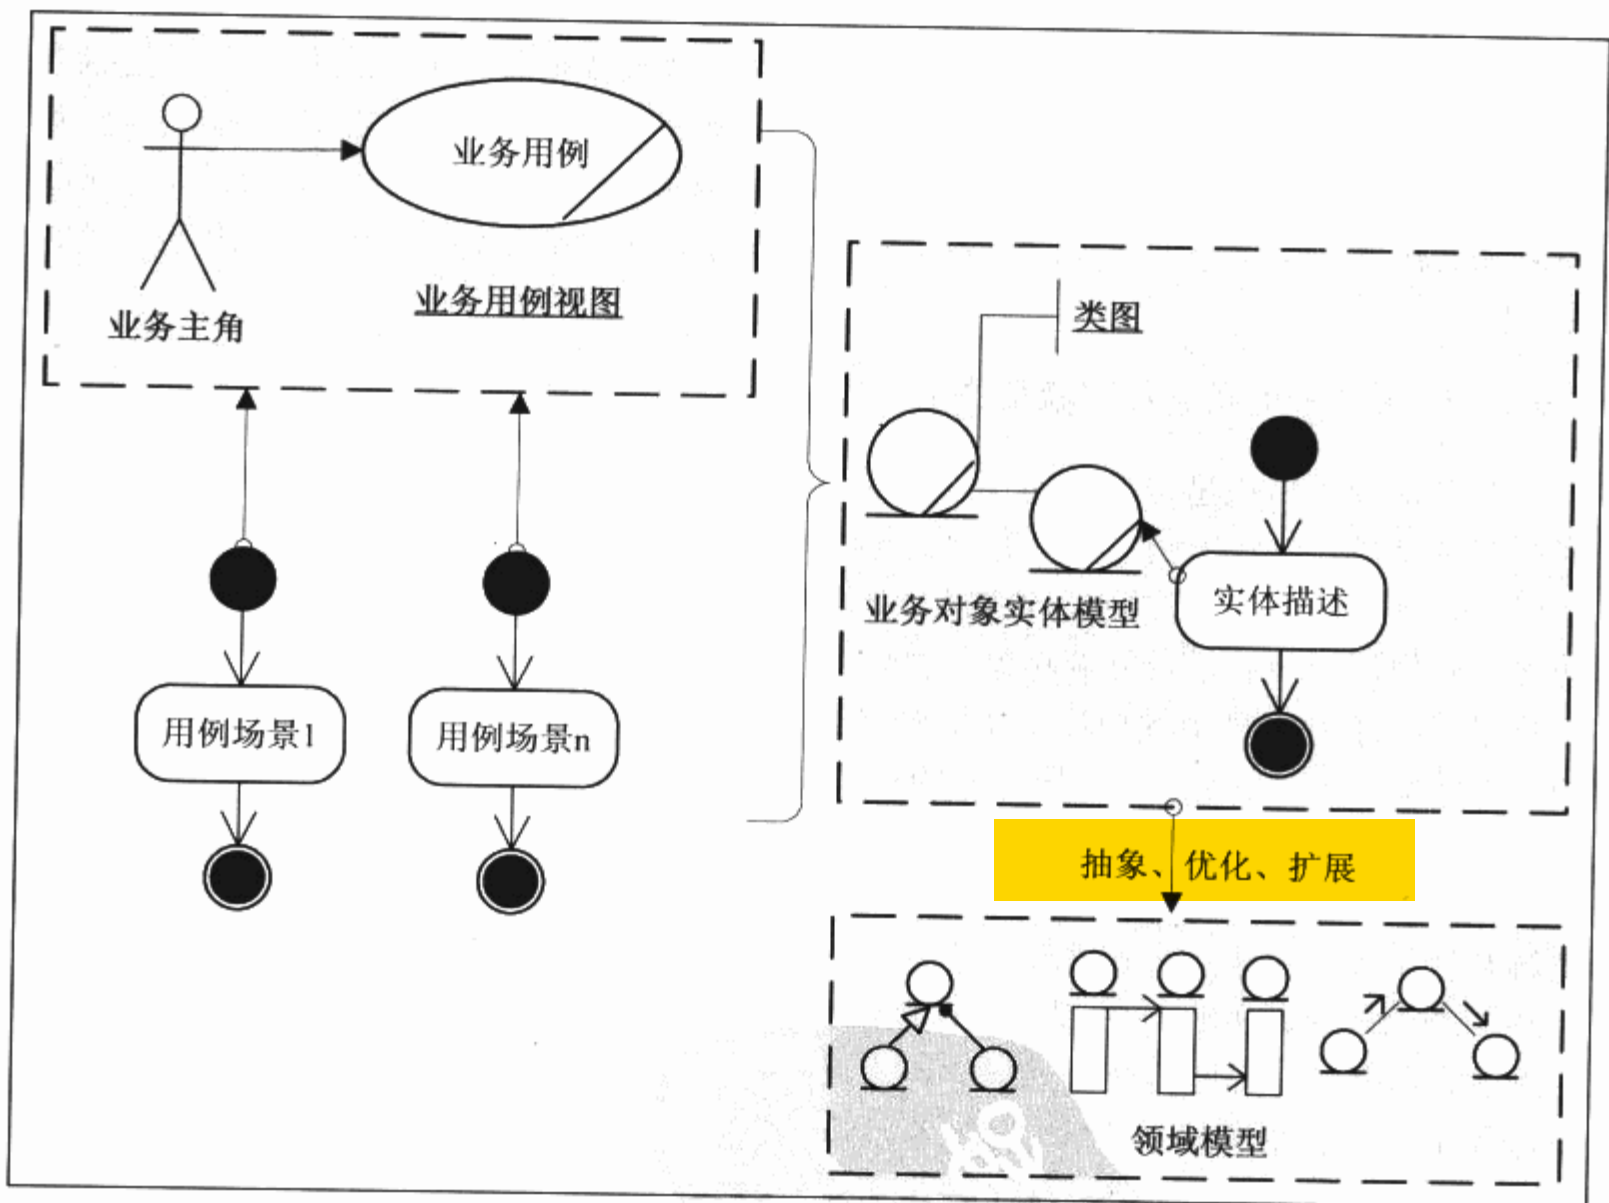 业务用例
业务用例视图
业务主角
用例场景1
用例场景n
类图
业务对象实体模型
实体描述
抽象、优化、扩展
领域模型